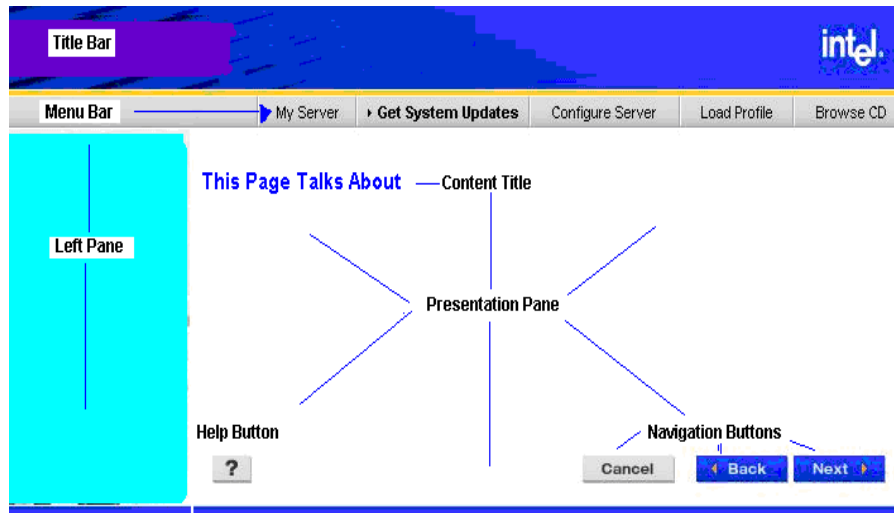 Title Bar
intel.
Menu Bar
My Server
Get System Updates
Configure Server
Load Profile
Browse CD
This Page Talks About
Content Title
Left Pane
Presentation Pane
Help Button
Navigation Buttons
?
Cancel
Back
Next